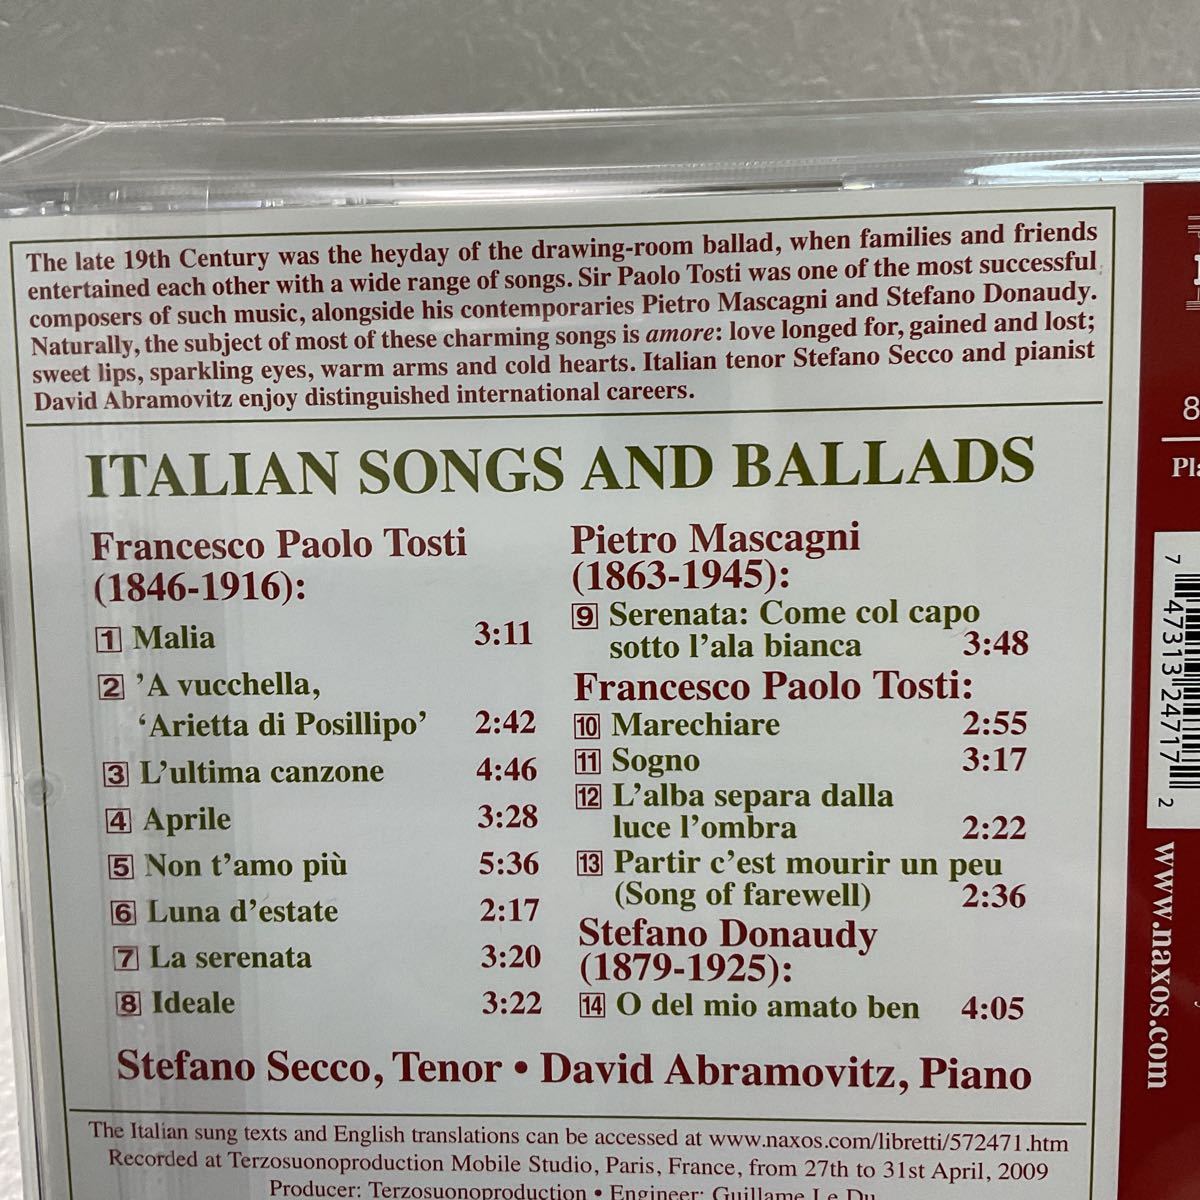 The late 19th Century was the heyday of the drawing-room ballad, when families and friends
entertained each other with a wide range of songs. Sir Paolo Tosti was one of the most successful
composers of such music, alongside his contemporaries Pietro Mascagni and Stefano Donaudy.
Naturally, the subject of most of these charming songs is amore: love longed for, gained and lost;
sweet lips, sparkling eyes, warm arms and cold hearts. Italian tenor Stefano Secco and pianist
David Abramovitz enjoy distinguished international careers.
ITALIAN SONGS AND BALLADS
Francesco Paolo Tosti
(1846-1916):
1 Malia 3:11
2 ’A vucchella,
‘Arietta di Posillipo’ 2:42
3 L’ultima canzone 4:46
4 Aprile 3:28
5 Non t’amo più 5:36
6 Luna d’estate 2:17
7 La serenata 3:20
8 Ideale 3:22
Pietro Mascagni
(1863-1945):
9 Serenata: Come col capo
sotto l’ala bianca 3:48
Francesco Paolo Tosti:
10 Marechiare 2:55
11 Sogno 3:17
12 L’alba separa dalla
luce l’ombra 2:22
13 Partir c’est mourir un peu
(Song of farewell) 2:36
Stefano Donaudy
(1879-1925):
14 O del mio amato ben 4:05
Stefano Secco, Tenor • David Abramovitz, Piano
The Italian sung texts and English translations can be accessed at www.naxos.com/libretti/572471.htm
Recorded at Terzosuonoproduction Mobile Studio, Paris, France, from 27th to 31st April, 2009
Producer: Terzosuonoproduction • Engineer: Guillame Le Du
8
7 47313 24717 2
www.naxos.com